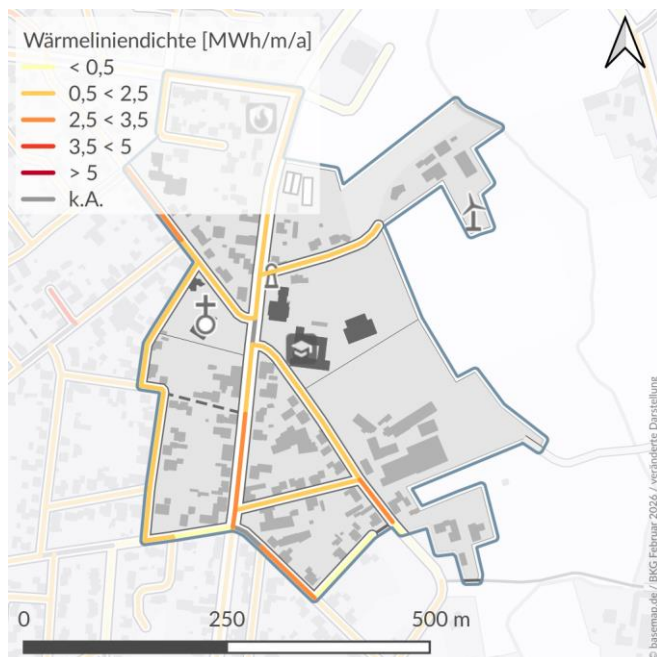 Wärmeliniendichte [MWh/m/a]
< 0,5
0,5 < 2,5
2,5 < 3,5
3,5 < 5
> 5
k.A.
0 250 500 m
© basemap.de / BKG Februar 2026 / veränderte Darstellung